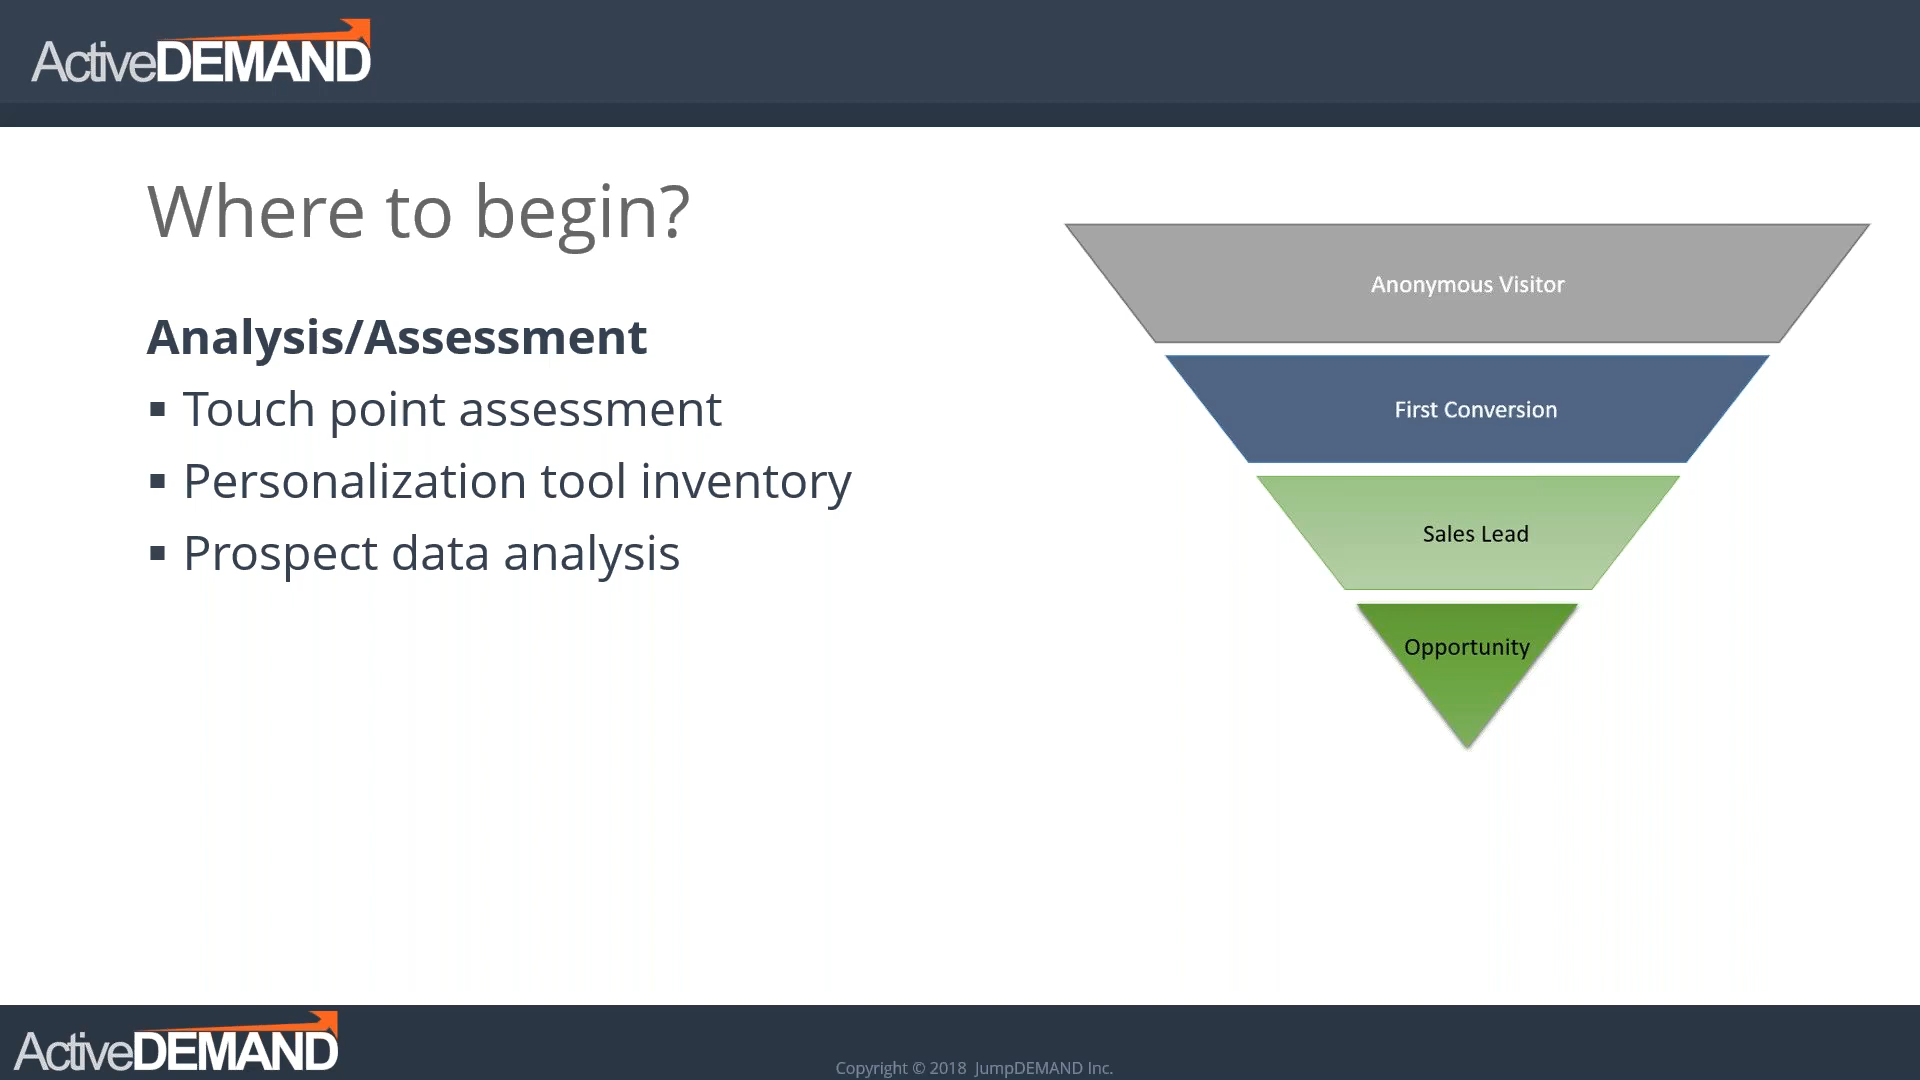 ActiveDEMAND
Where to begin?
Analysis/Assessment
▪ Touch point assessment
▪ Personalization tool inventory
▪ Prospect data analysis
Anonymous Visitor
First Conversion
Sales Lead
Opportunity
ActiveDEMAND
Copyright © 2018 JumpDEMAND Inc.